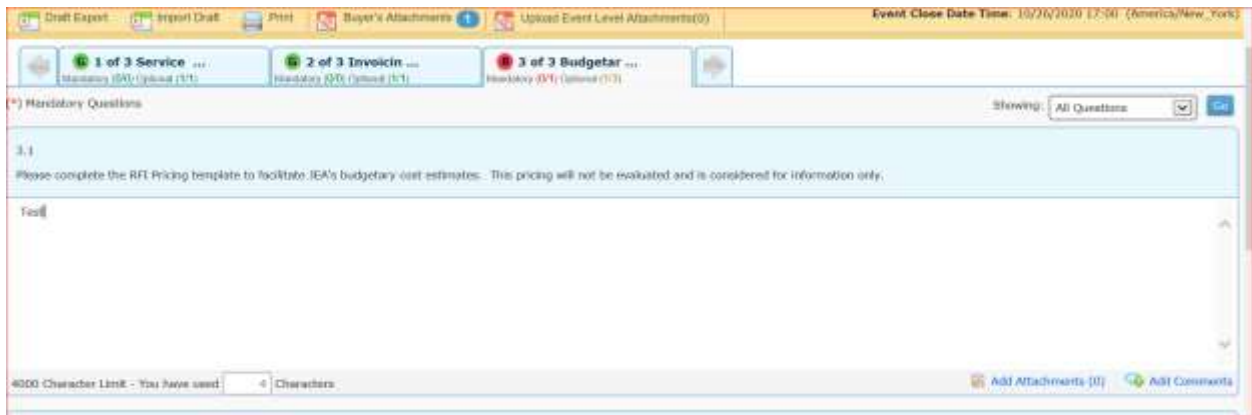 Draft Export Import Draft Print Buyer's Attachments 1 Upload Event Level Attachments(0) Event Close Date Time: 10/26/2020 17:00 (America/New_York)
G 1 of 3 Service ... G 2 of 3 Invoicin ... R 3 of 3 Budgetar ...
Mandatory (0/0) Optional (1/1) Mandatory (0/0) Optional (1/1) Mandatory (0/1) Optional (1/3)
(*) Mandatory Questions Showing: All Questions Go
3.1
Please complete the RFI Pricing template to facilitate JEA's budgetary cost estimates. This pricing will not be evaluated and is considered for information only.
Test
4000 Character Limit - You have used 4 Characters Add Attachments (0) Add Comments